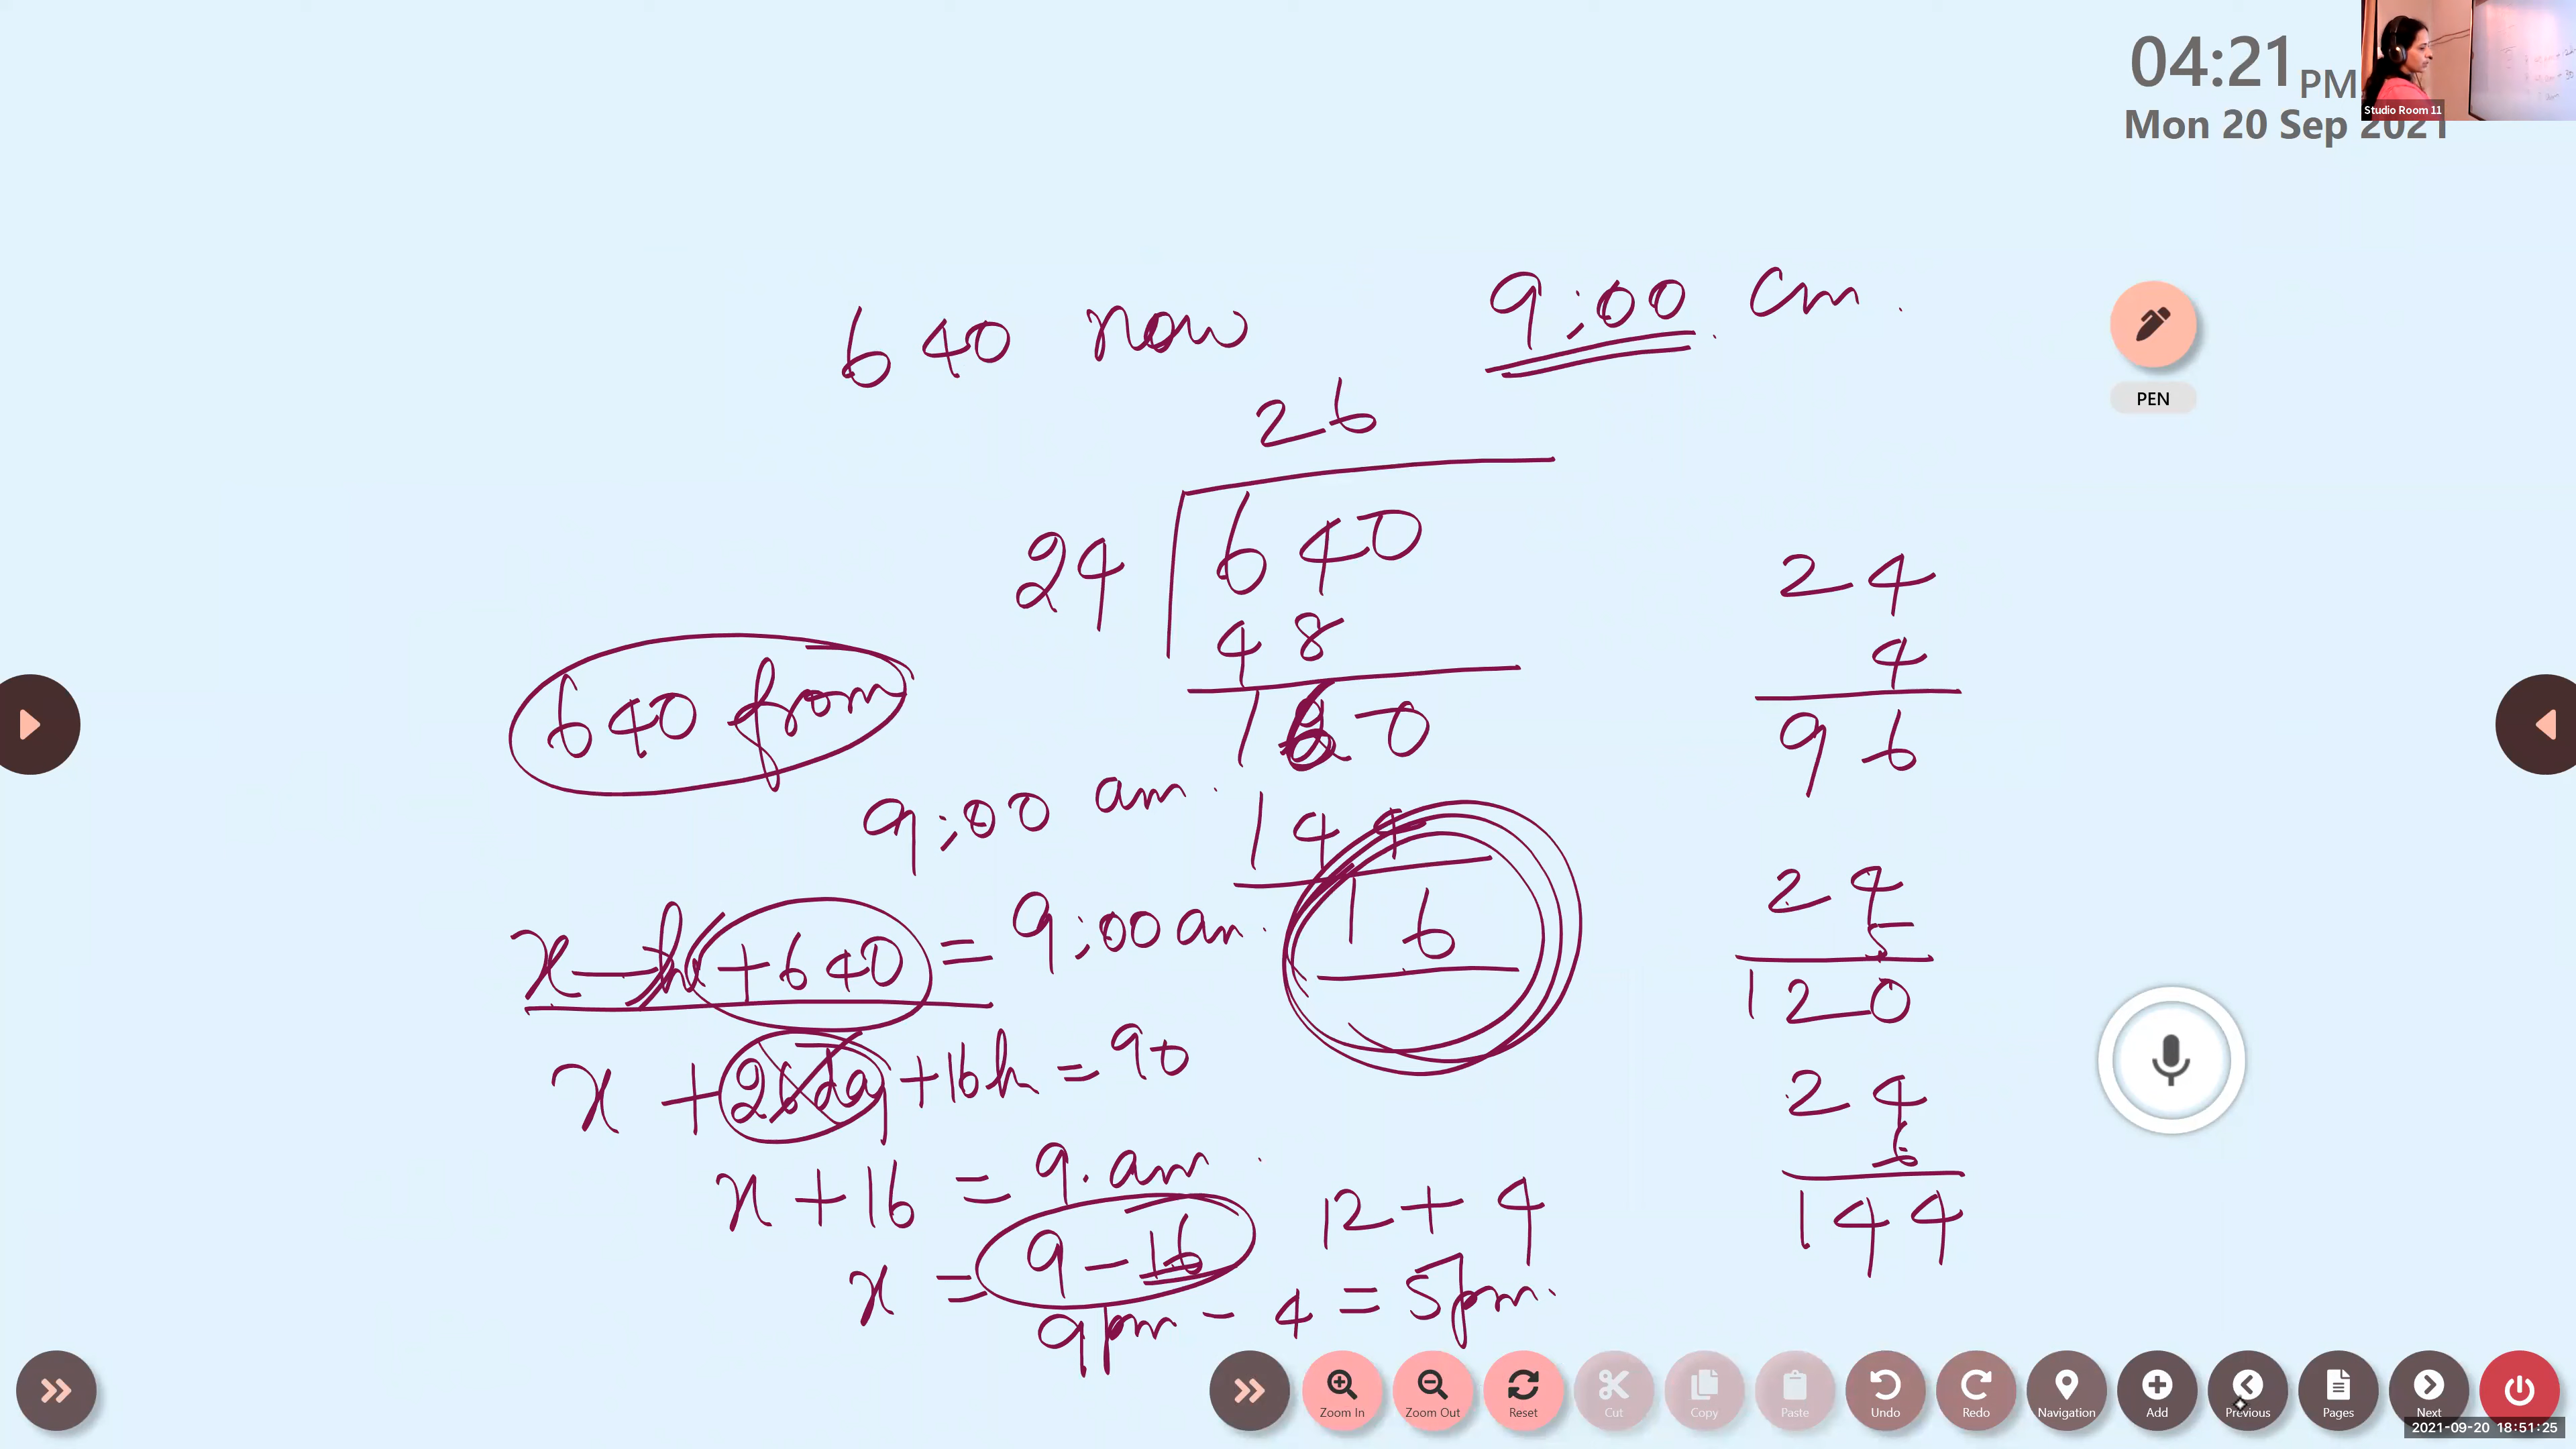 04:21 PM
Mon 20 Sep 2021
Studio Room 11
640 now 9:00 am.
PEN
26
24 640
48
160
144
16
640 from
9:00 am.
+640 = 9:00 am.
x + 26 day + 16h = 90
x + 16 = 9. am
x = 9 - 16
12 + 4
9pm - 4 = 5pm.
24
4
96
24
5
120
24
6
144
Zoom In Zoom Out Reset Cut Copy Paste Undo Redo Navigation Add Previous Pages Next
2021-09-20 18:51:25